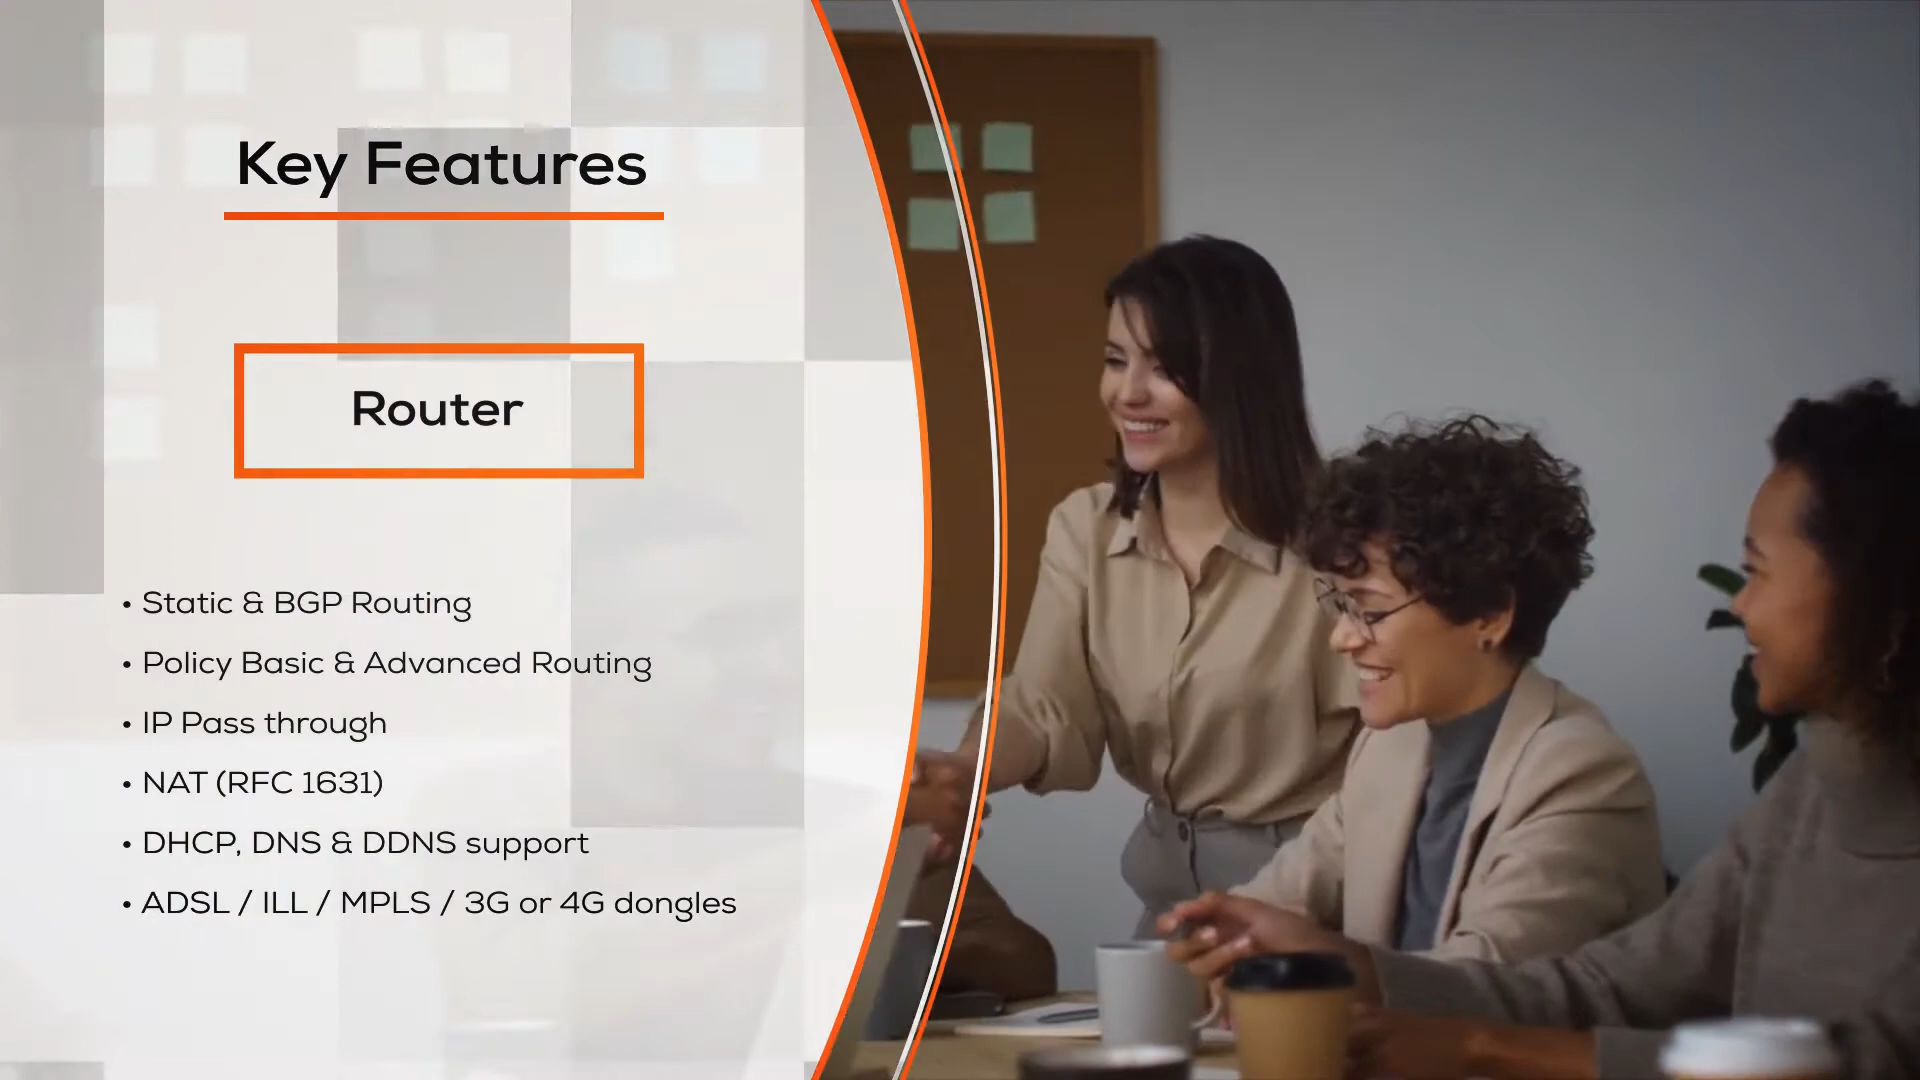 Key Features
Router
• Static & BGP Routing
• Policy Basic & Advanced Routing
• IP Pass through
• NAT (RFC 1631)
• DHCP, DNS & DDNS support
• ADSL / ILL / MPLS / 3G or 4G dongles